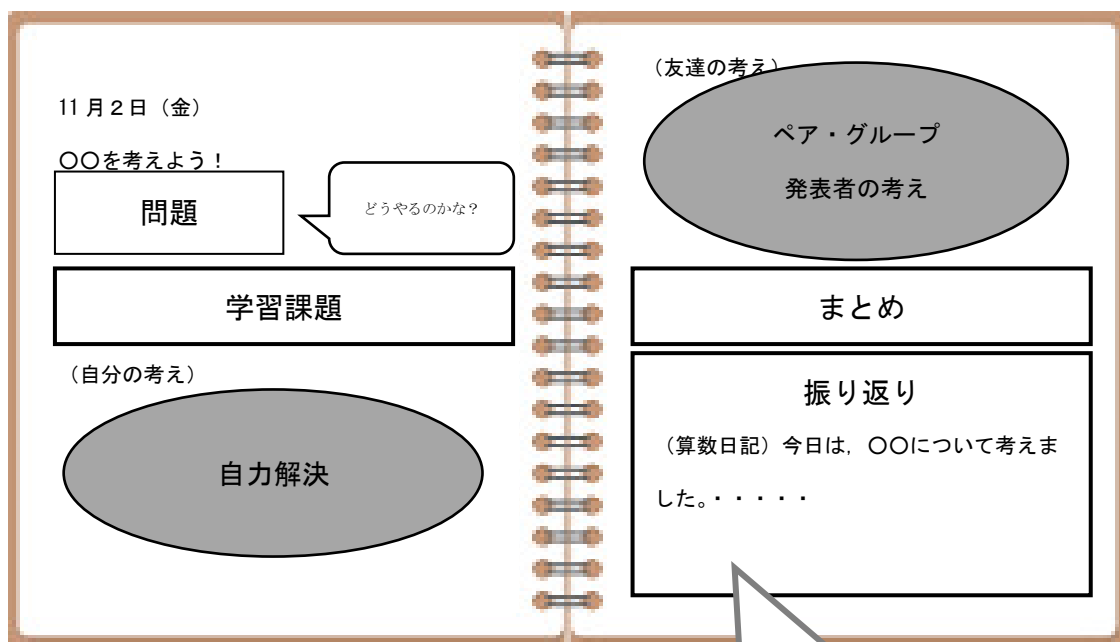 11月2日（金）
〇〇を考えよう！
問題
どうやるのかな？
学習課題
（自分の考え）
自力解決
（友達の考え）
ペア・グループ
発表者の考え
まとめ
振り返り
（算数日記）今日は，〇〇について考えま
した。・・・・・